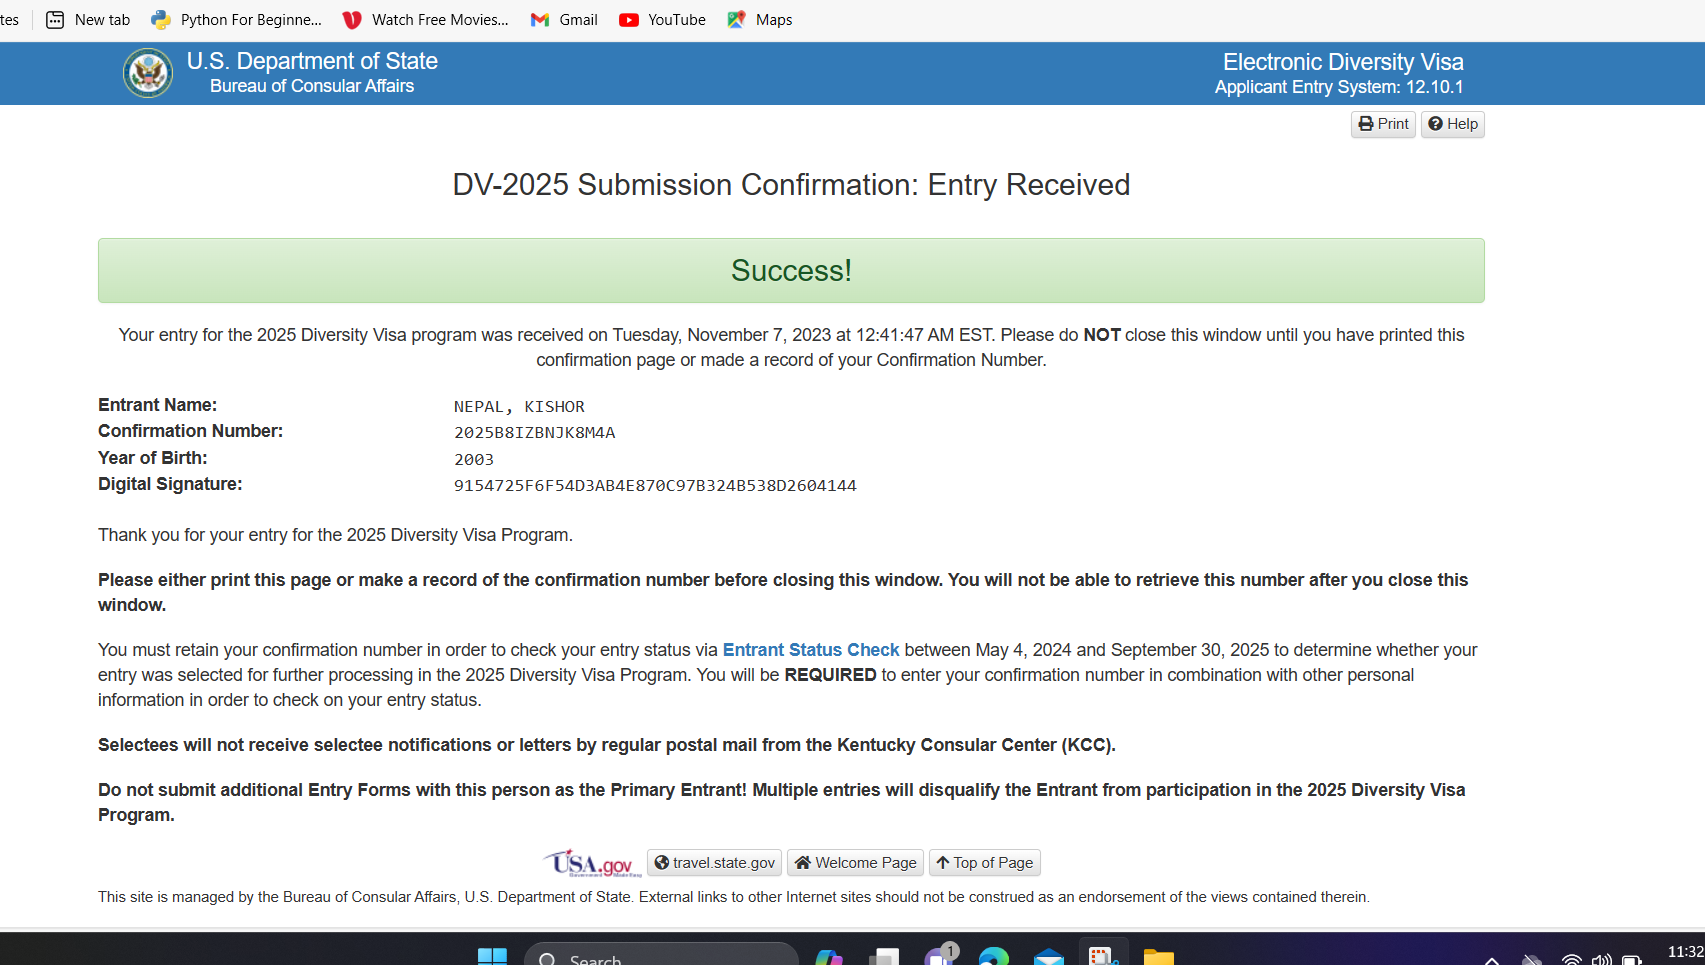 tes New tab Python For Beginne... Watch Free Movies... Gmail YouTube Maps
U.S. Department of State
Bureau of Consular Affairs
Electronic Diversity Visa
Applicant Entry System: 12.10.1
Print Help
DV-2025 Submission Confirmation: Entry Received
Success!
Your entry for the 2025 Diversity Visa program was received on Tuesday, November 7, 2023 at 12:41:47 AM EST. Please do NOT close this window until you have printed this
confirmation page or made a record of your Confirmation Number.
Entrant Name: NEPAL, KISHOR
Confirmation Number: 2025B8IZBNJK8M4A
Year of Birth: 2003
Digital Signature: 9154725F6F54D3AB4E870C97B324B538D2604144
Thank you for your entry for the 2025 Diversity Visa Program.
Please either print this page or make a record of the confirmation number before closing this window. You will not be able to retrieve this number after you close this
window.
You must retain your confirmation number in order to check your entry status via Entrant Status Check between May 4, 2024 and September 30, 2025 to determine whether your
entry was selected for further processing in the 2025 Diversity Visa Program. You will be REQUIRED to enter your confirmation number in combination with other personal
information in order to check on your entry status.
Selectees will not receive selectee notifications or letters by regular postal mail from the Kentucky Consular Center (KCC).
Do not submit additional Entry Forms with this person as the Primary Entrant! Multiple entries will disqualify the Entrant from participation in the 2025 Diversity Visa
Program.
USA.gov travel.state.gov Welcome Page Top of Page
This site is managed by the Bureau of Consular Affairs, U.S. Department of State. External links to other Internet sites should not be construed as an endorsement of the views contained therein.
Search 1 11:32